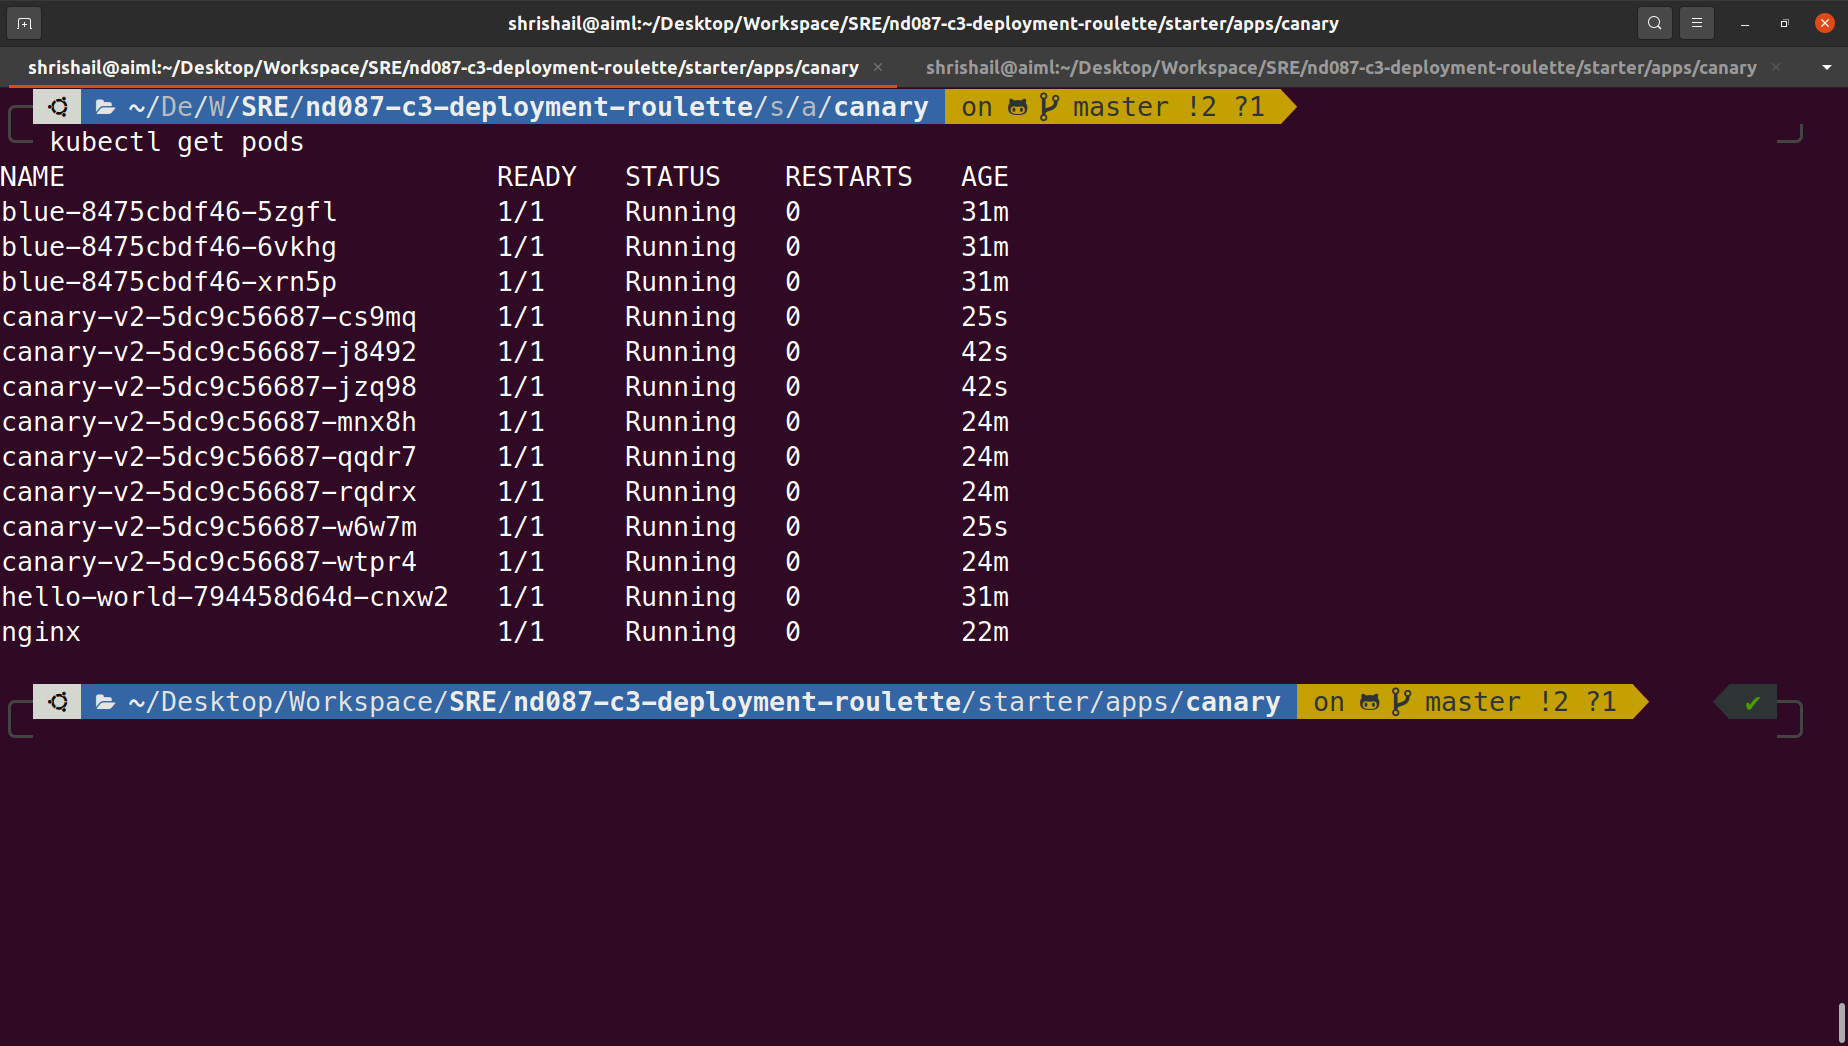 shrishail@aiml:~/Desktop/Workspace/SRE/nd087-c3-deployment-roulette/starter/apps/canary
shrishail@aiml:~/Desktop/Workspace/SRE/nd087-c3-deployment-roulette/starter/apps/canary × shrishail@aiml:~/Desktop/Workspace/SRE/nd087-c3-deployment-roulette/starter/apps/canary ×
~/De/W/SRE/nd087-c3-deployment-roulette/s/a/canary on master !2 ?1
kubectl get pods
NAME READY STATUS RESTARTS AGE
blue-8475cbdf46-5zgfl 1/1 Running 0 31m
blue-8475cbdf46-6vkhg 1/1 Running 0 31m
blue-8475cbdf46-xrn5p 1/1 Running 0 31m
canary-v2-5dc9c56687-cs9mq 1/1 Running 0 25s
canary-v2-5dc9c56687-j8492 1/1 Running 0 42s
canary-v2-5dc9c56687-jzq98 1/1 Running 0 42s
canary-v2-5dc9c56687-mnx8h 1/1 Running 0 24m
canary-v2-5dc9c56687-qqdr7 1/1 Running 0 24m
canary-v2-5dc9c56687-rqdrx 1/1 Running 0 24m
canary-v2-5dc9c56687-w6w7m 1/1 Running 0 25s
canary-v2-5dc9c56687-wtpr4 1/1 Running 0 24m
hello-world-794458d64d-cnxw2 1/1 Running 0 31m
nginx 1/1 Running 0 22m
~/Desktop/Workspace/SRE/nd087-c3-deployment-roulette/starter/apps/canary on master !2 ?1 ✔